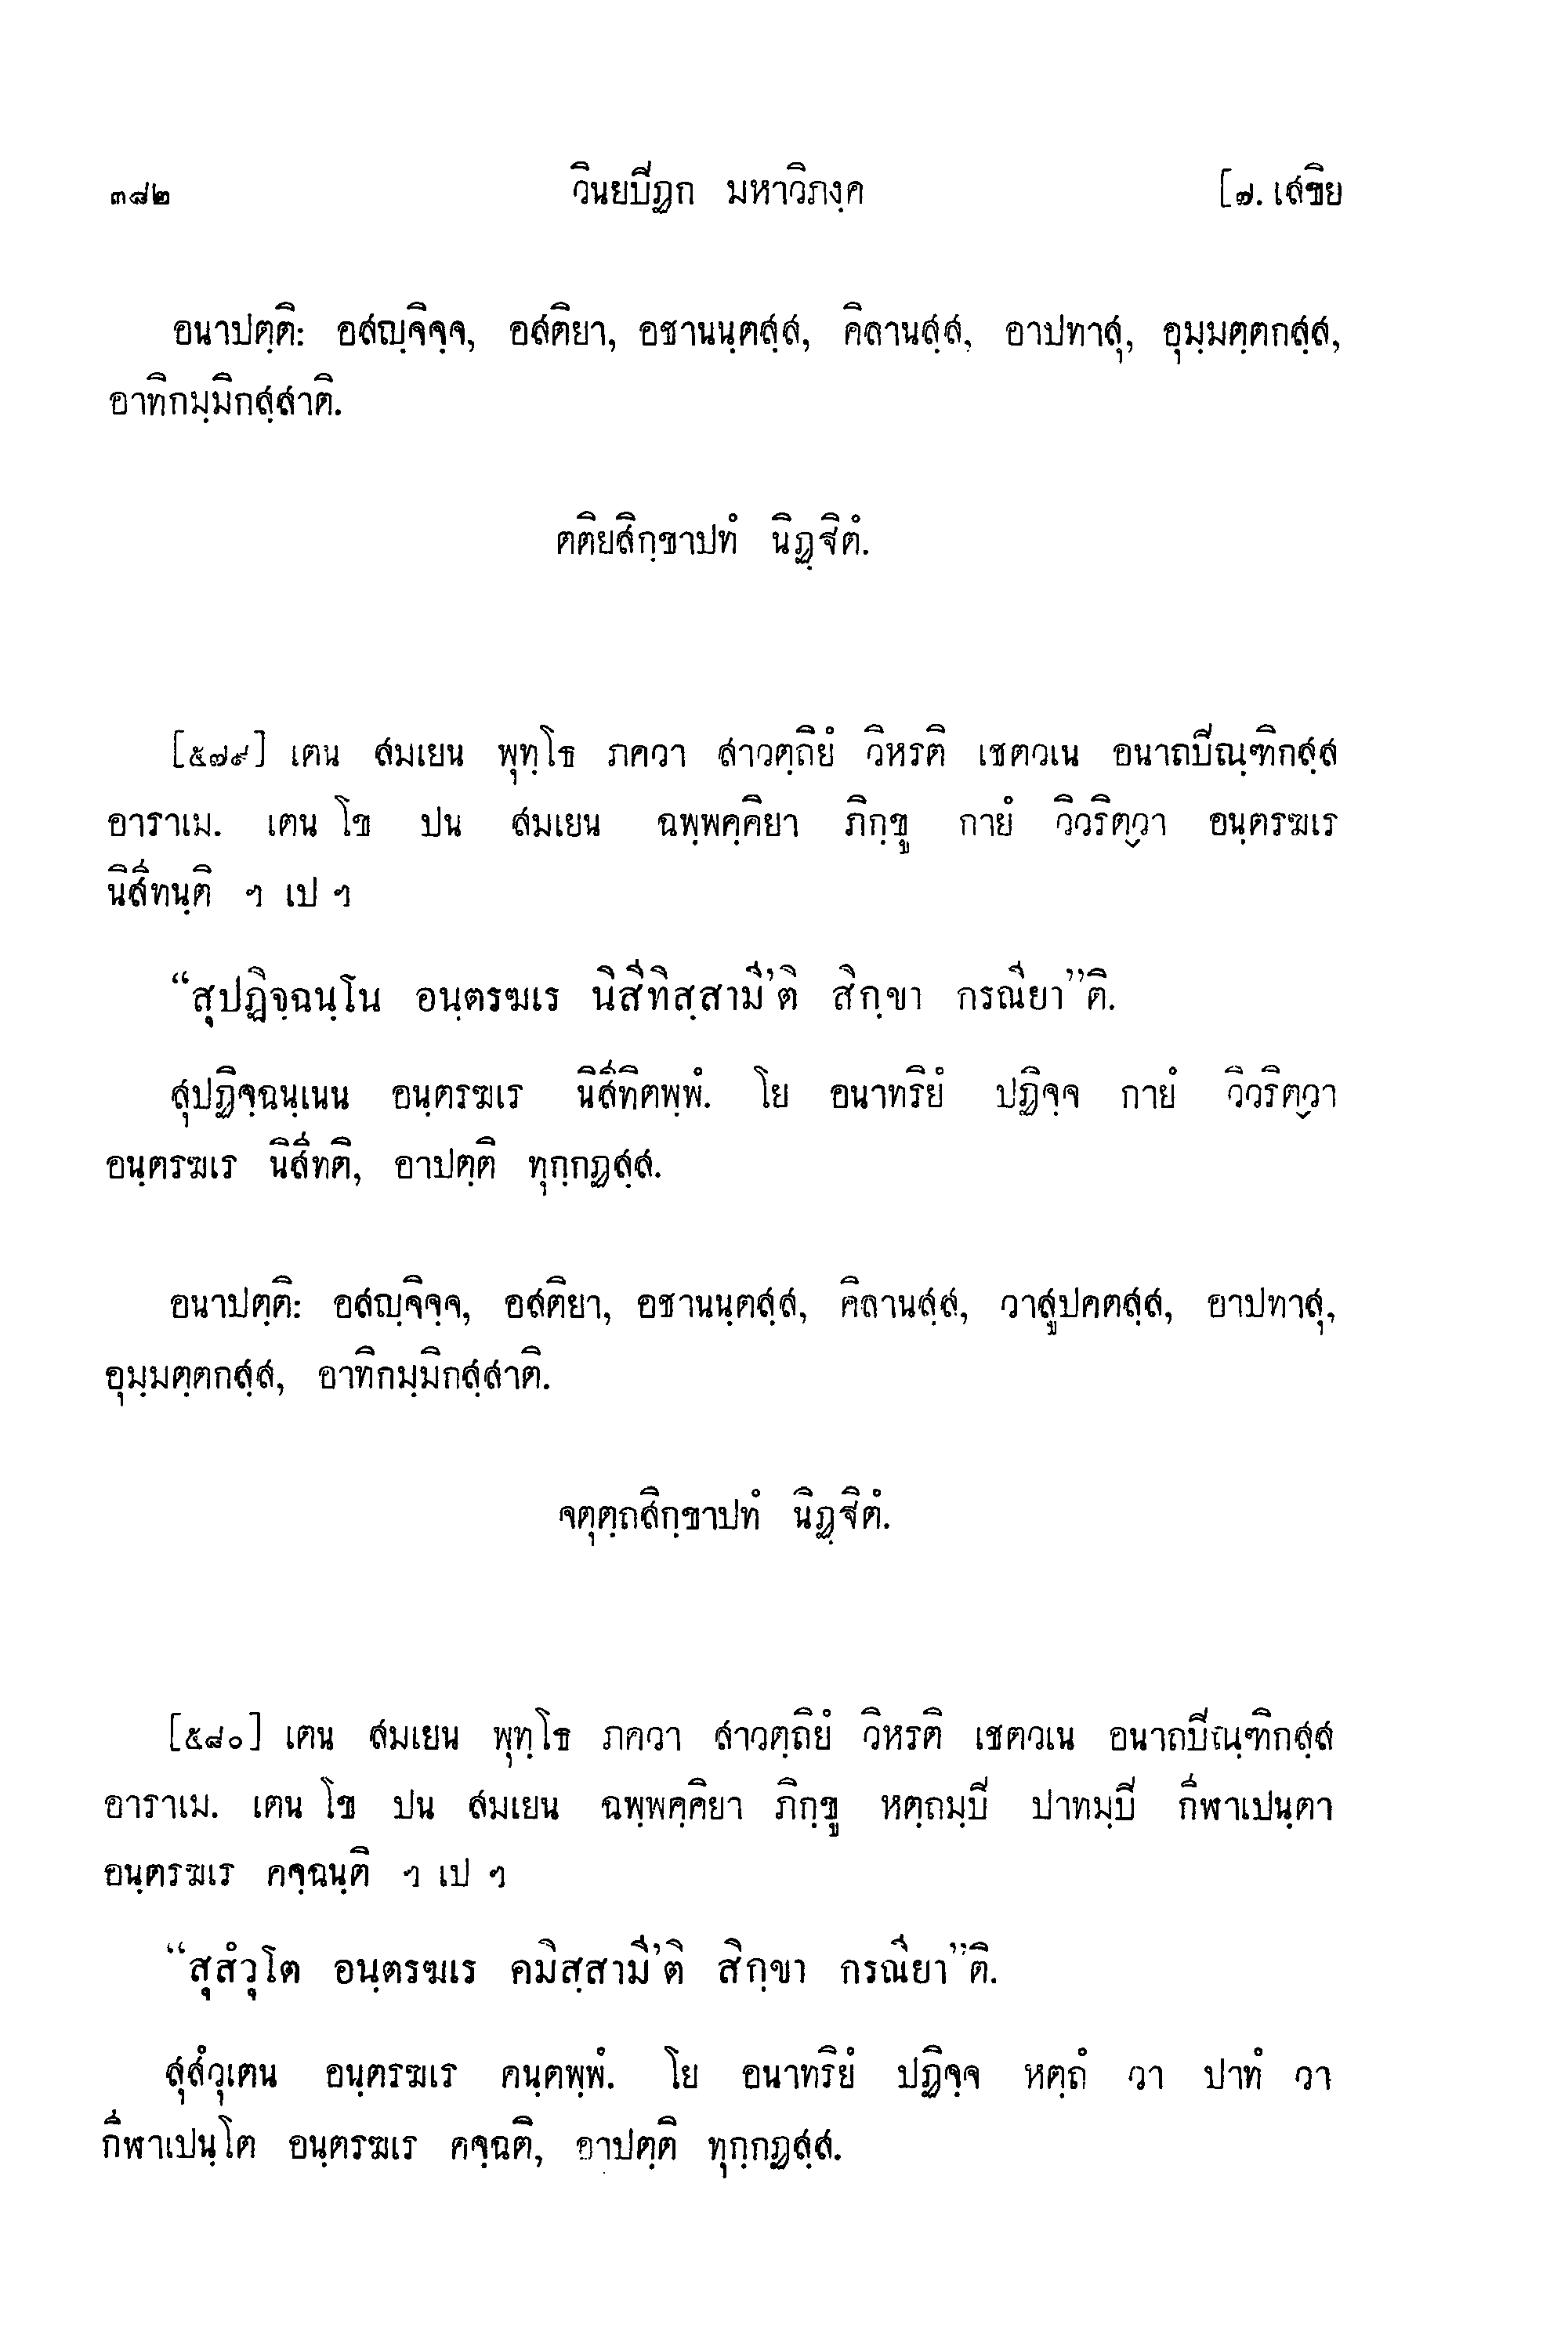 ๓๘๒ วินยปิฏก มหาวิภงฺค [๗. เสขิย
อนาปตฺติ: อสญฺจิจฺจ, อสติยา, อชานนฺตสฺส, คิลานสฺส, อาปทาสุ, อุมฺมตฺตกสฺส,
อาทิกมฺมิกสฺสาติ.
ตติยสิกฺขาปทํ นิฏฺฐิตํ.
[๕๗๙] เตน สมเยน พุทฺโธ ภควา สาวตฺถิยํ วิหรติ เชตวเน อนาถปิณฺฑิกสฺส
อาราเม. เตน โข ปน สมเยน ฉพฺพคฺคิยา ภิกฺขู กายํ วิวริตฺวา อนฺตรฆเร
นิสีทนฺติ ฯ เป ฯ
“สุปฏิจฺฉนฺโน อนฺตรฆเร นิสีทิสฺสามี’ติ สิกฺขา กรณียา”ติ.
สุปฏิจฺฉนฺเนน อนฺตรฆเร นิสีทิตพฺพํ. โย อนาทริยํ ปฏิจฺจ กายํ วิวริตฺวา
อนฺตรฆเร นิสีทติ, อาปตฺติ ทุกฺกฏสฺส.
อนาปตฺติ: อสญฺจิจฺจ, อสติยา, อชานนฺตสฺส, คิลานสฺส, วาสูปคตสฺส, อาปทาสุ,
อุมฺมตฺตกสฺส, อาทิกมฺมิกสฺสาติ.
จตุตฺถสิกฺขาปทํ นิฏฺฐิตํ.
[๕๘๐] เตน สมเยน พุทฺโธ ภควา สาวตฺถิยํ วิหรติ เชตวเน อนาถปิณฺฑิกสฺส
อาราเม. เตน โข ปน สมเยน ฉพฺพคฺคิยา ภิกฺขู หตฺถมฺปิ ปาทมฺปิ กีฬาเปนฺตา
อนฺตรฆเร คจฺฉนฺติ ฯ เป ฯ
“สุสํวุโต อนฺตรฆเร คมิสฺสามี’ติ สิกฺขา กรณียา”ติ.
สุสํวุเตน อนฺตรฆเร คนฺตพฺพํ. โย อนาทริยํ ปฏิจฺจ หตฺถํ วา ปาทํ วา
กีฬาเปนฺโต อนฺตรฆเร คจฺฉติ, อาปตฺติ ทุกฺกฏสฺส.